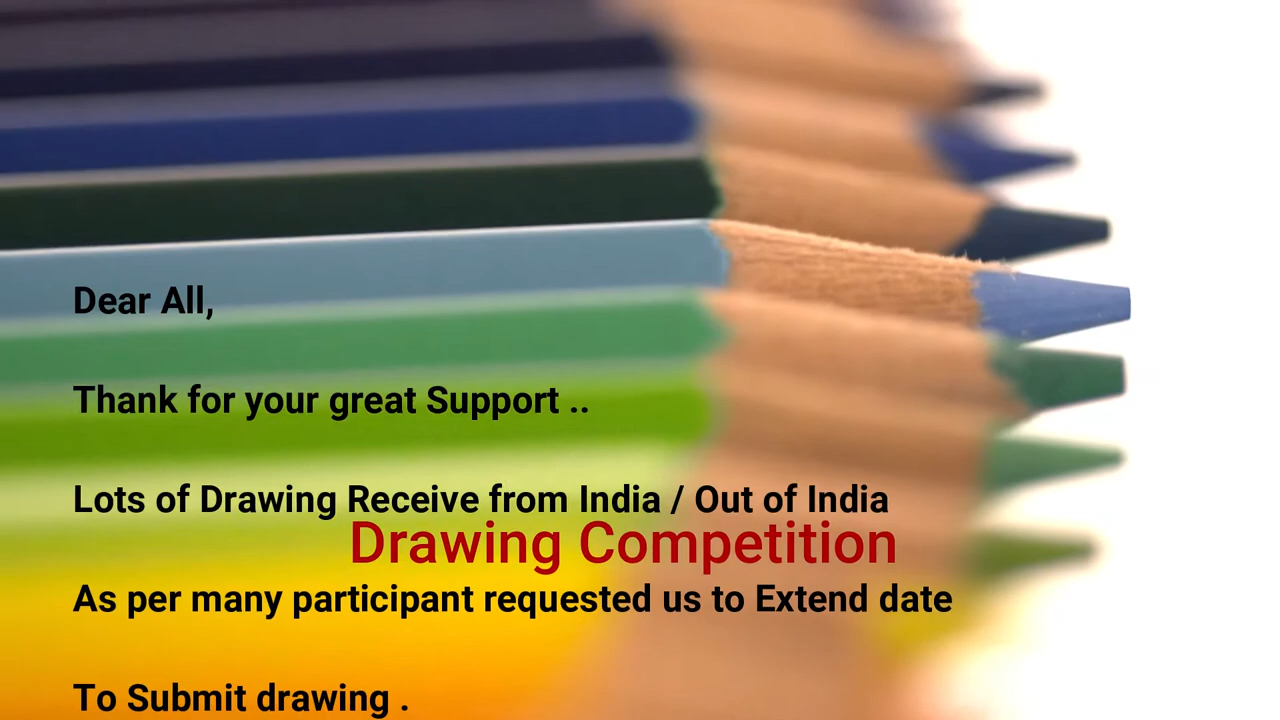 Dear All,
Thank for your great Support ..
Lots of Drawing Receive from India / Out of India
Drawing Competition
As per many participant requested us to Extend date
To Submit drawing .